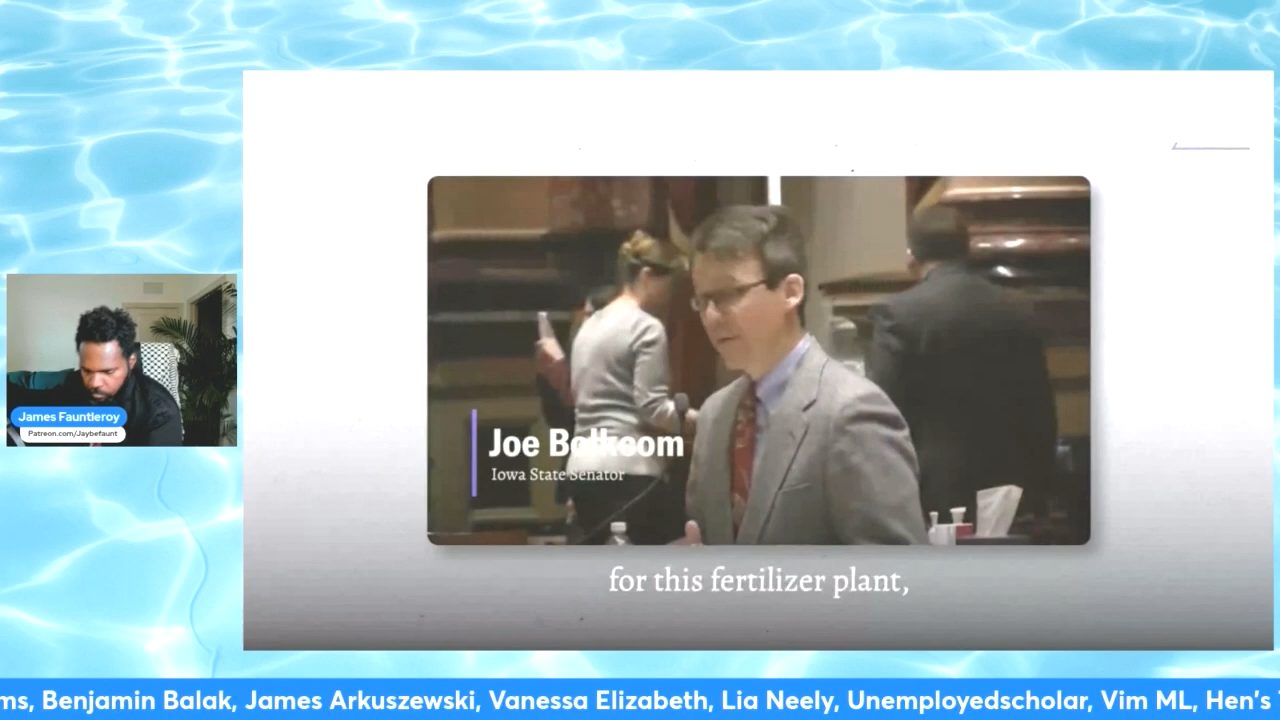 Joe Bolkcom
Iowa State Senator
for this fertilizer plant,
James Fauntleroy
Patreon.com/Jaybefaunt
ms, Benjamin Balak, James Arkuszewski, Vanessa Elizabeth, Lia Neely, Unemployedscholar, Vim ML, Hen's